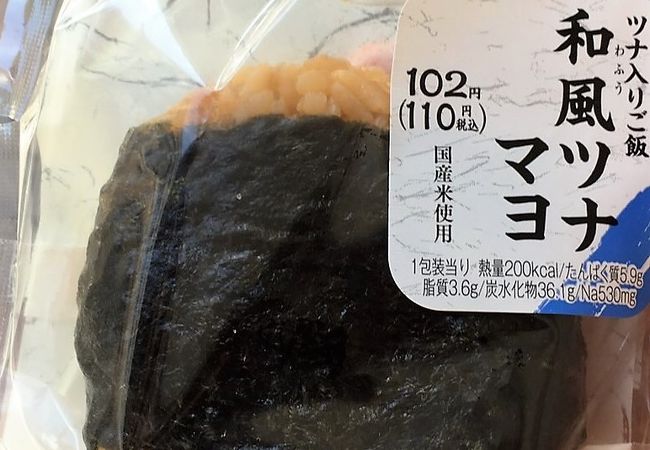 ツナ入りご飯
和風ツナ
わふう
マヨ
102円
(110円税込)
国産米使用
1包装当り 熱量200kcal/たんぱく質5.9g
脂質3.6g/炭水化物36.1g/Na530mg